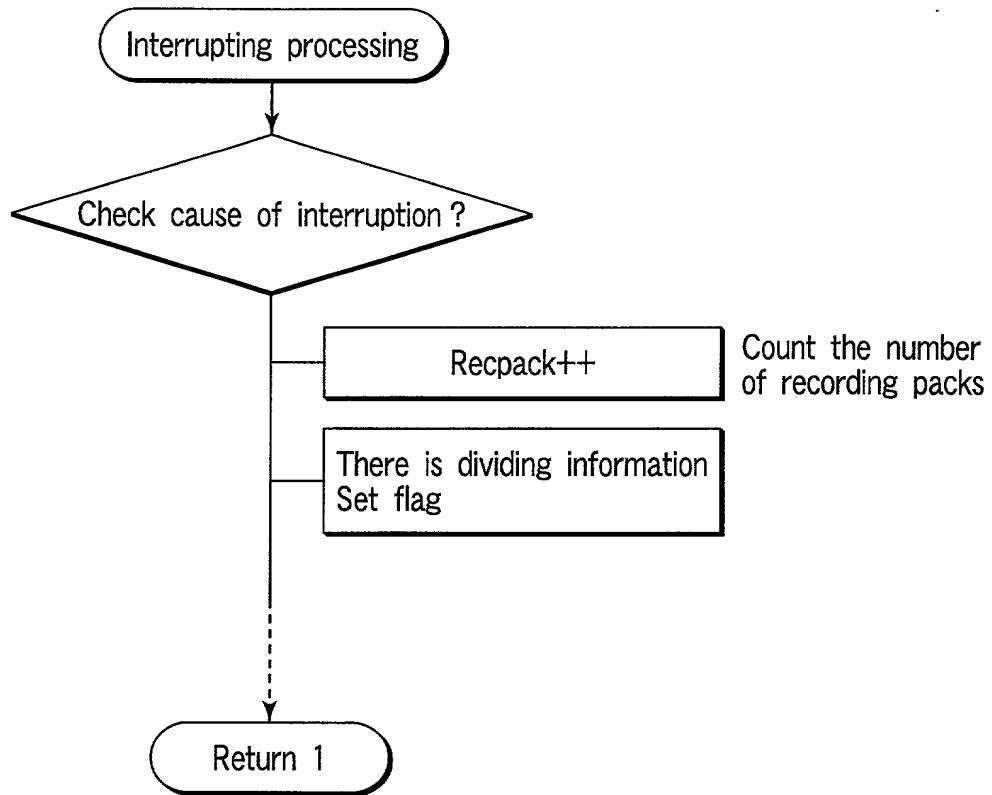 Interrupting processing
Check cause of interruption ?
Recpack++
Count the number
of recording packs
There is dividing information
Set flag
Return 1